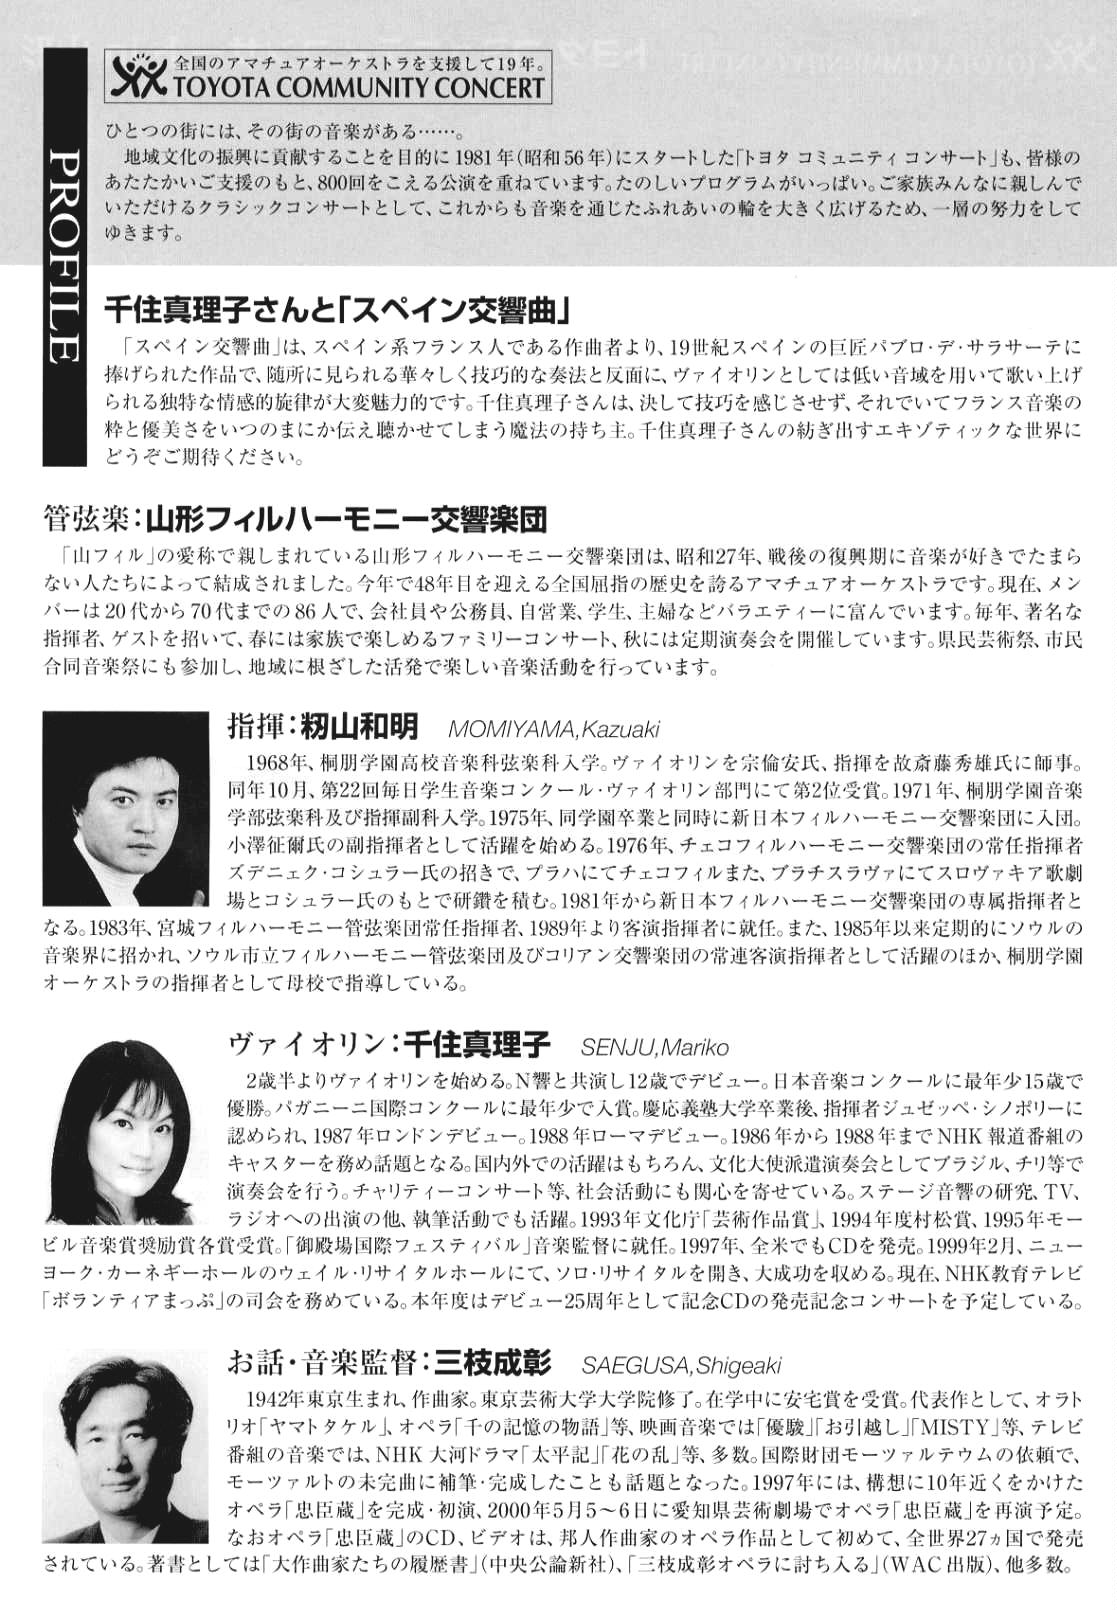 全国のアマチュアオーケストラを支援して19年。
TOYOTA COMMUNITY CONCERT
PROFILE
ひとつの街には、その街の音楽がある……。
地域文化の振興に貢献することを目的に1981年(昭和56年)にスタートした「トヨタ コミュニティ コンサート」も、皆様の
あたたかいご支援のもと、800回をこえる公演を重ねています。たのしいプログラムがいっぱい。ご家族みんなに親しんで
いただけるクラシックコンサートとして、これからも音楽を通じたふれあいの輪を大きく広げるため、一層の努力をして
ゆきます。
千住真理子さんと「スペイン交響曲」
「スペイン交響曲」は、スペイン系フランス人である作曲者より、19世紀スペインの巨匠パブロ・デ・サラサーテに
捧げられた作品で、随所に見られる華々しく技巧的な奏法と反面に、ヴァイオリンとしては低い音域を用いて歌い上げ
られる独特な情感的旋律が大変魅力的です。千住真理子さんは、決して技巧を感じさせず、それでいてフランス音楽の
粋と優美さをいつのまにか伝え聴かせてしまう魔法の持ち主。千住真理子さんの紡ぎ出すエキゾティックな世界に
どうぞご期待ください。
管弦楽:山形フィルハーモニー交響楽団
「山フィル」の愛称で親しまれている山形フィルハーモニー交響楽団は、昭和27年、戦後の復興期に音楽が好きでたまら
ない人たちによって結成されました。今年で48年目を迎える全国屈指の歴史を誇るアマチュアオーケストラです。現在、メン
バーは20代から70代までの86人で、会社員や公務員、自営業、学生、主婦などバラエティーに富んでいます。毎年、著名な
指揮者、ゲストを招いて、春には家族で楽しめるファミリーコンサート、秋には定期演奏会を開催しています。県民芸術祭、市民
合同音楽祭にも参加し、地域に根ざした活発で楽しい音楽活動を行っています。
指揮:籾山和明 MOMIYAMA,Kazuaki
1968年、桐朋学園高校音楽科弦楽科入学。ヴァイオリンを宗倫安氏、指揮を故斎藤秀雄氏に師事。
同年10月、第22回毎日学生音楽コンクール・ヴァイオリン部門にて第2位受賞。1971年、桐朋学園音楽
学部弦楽科及び指揮副科入学。1975年、同学園卒業と同時に新日本フィルハーモニー交響楽団に入団。
小澤征爾氏の副指揮者として活躍を始める。1976年、チェコフィルハーモニー交響楽団の常任指揮者
ズデニェク・コシュラー氏の招きで、プラハにてチェコフィルまた、ブラチスラヴァにてスロヴァキア歌劇
場とコシュラー氏のもとで研鑽を積む。1981年から新日本フィルハーモニー交響楽団の専属指揮者と
なる。1983年、宮城フィルハーモニー管弦楽団常任指揮者、1989年より客演指揮者に就任。また、1985年以来定期的にソウルの
音楽界に招かれ、ソウル市立フィルハーモニー管弦楽団及びコリアン交響楽団の常連客演指揮者として活躍のほか、桐朋学園
オーケストラの指揮者として母校で指導している。
ヴァイオリン:千住真理子 SENJU,Mariko
2歳半よりヴァイオリンを始める。N響と共演し12歳でデビュー。日本音楽コンクールに最年少15歳で
優勝。パガニーニ国際コンクールに最年少で入賞。慶応義塾大学卒業後、指揮者ジュゼッペ・シノポリーに
認められ、1987年ロンドンデビュー。1988年ローマデビュー。1986年から1988年までNHK報道番組の
キャスターを務め話題となる。国内外での活躍はもちろん、文化大使派遣演奏会としてブラジル、チリ等で
演奏会を行う。チャリティーコンサート等、社会活動にも関心を寄せている。ステージ音響の研究、TV、
ラジオへの出演の他、執筆活動でも活躍。1993年文化庁「芸術作品賞」、1994年度村松賞、1995年モー
ビル音楽賞奨励賞各賞受賞。「御殿場国際フェスティバル」音楽監督に就任。1997年、全米でもCDを発売。1999年2月、ニュー
ヨーク・カーネギーホールのウェイル・リサイタルホールにて、ソロ・リサイタルを開き、大成功を収める。現在、NHK教育テレビ
「ボランティアまっぷ」の司会を務めている。本年度はデビュー25周年として記念CDの発売記念コンサートを予定している。
お話・音楽監督:三枝成彰 SAEGUSA,Shigeaki
1942年東京生まれ、作曲家。東京芸術大学大学院修了。在学中に安宅賞を受賞。代表作として、オラト
リオ「ヤマトタケル」、オペラ「千の記憶の物語」等、映画音楽では「優駿」「お引越し」「MISTY」等、テレビ
番組の音楽では、NHK大河ドラマ「太平記」「花の乱」等、多数。国際財団モーツァルテウムの依頼で、
モーツァルトの未完曲に補筆・完成したことも話題となった。1997年には、構想に10年近くをかけた
オペラ「忠臣蔵」を完成・初演、2000年5月5〜6日に愛知県芸術劇場でオペラ「忠臣蔵」を再演予定。
なおオペラ「忠臣蔵」のCD、ビデオは、邦人作曲家のオペラ作品として初めて、全世界27ヵ国で発売
されている。著書としては「大作曲家たちの履歴書」(中央公論新社)、「三枝成彰オペラに討ち入る」(WAC出版)、他多数。